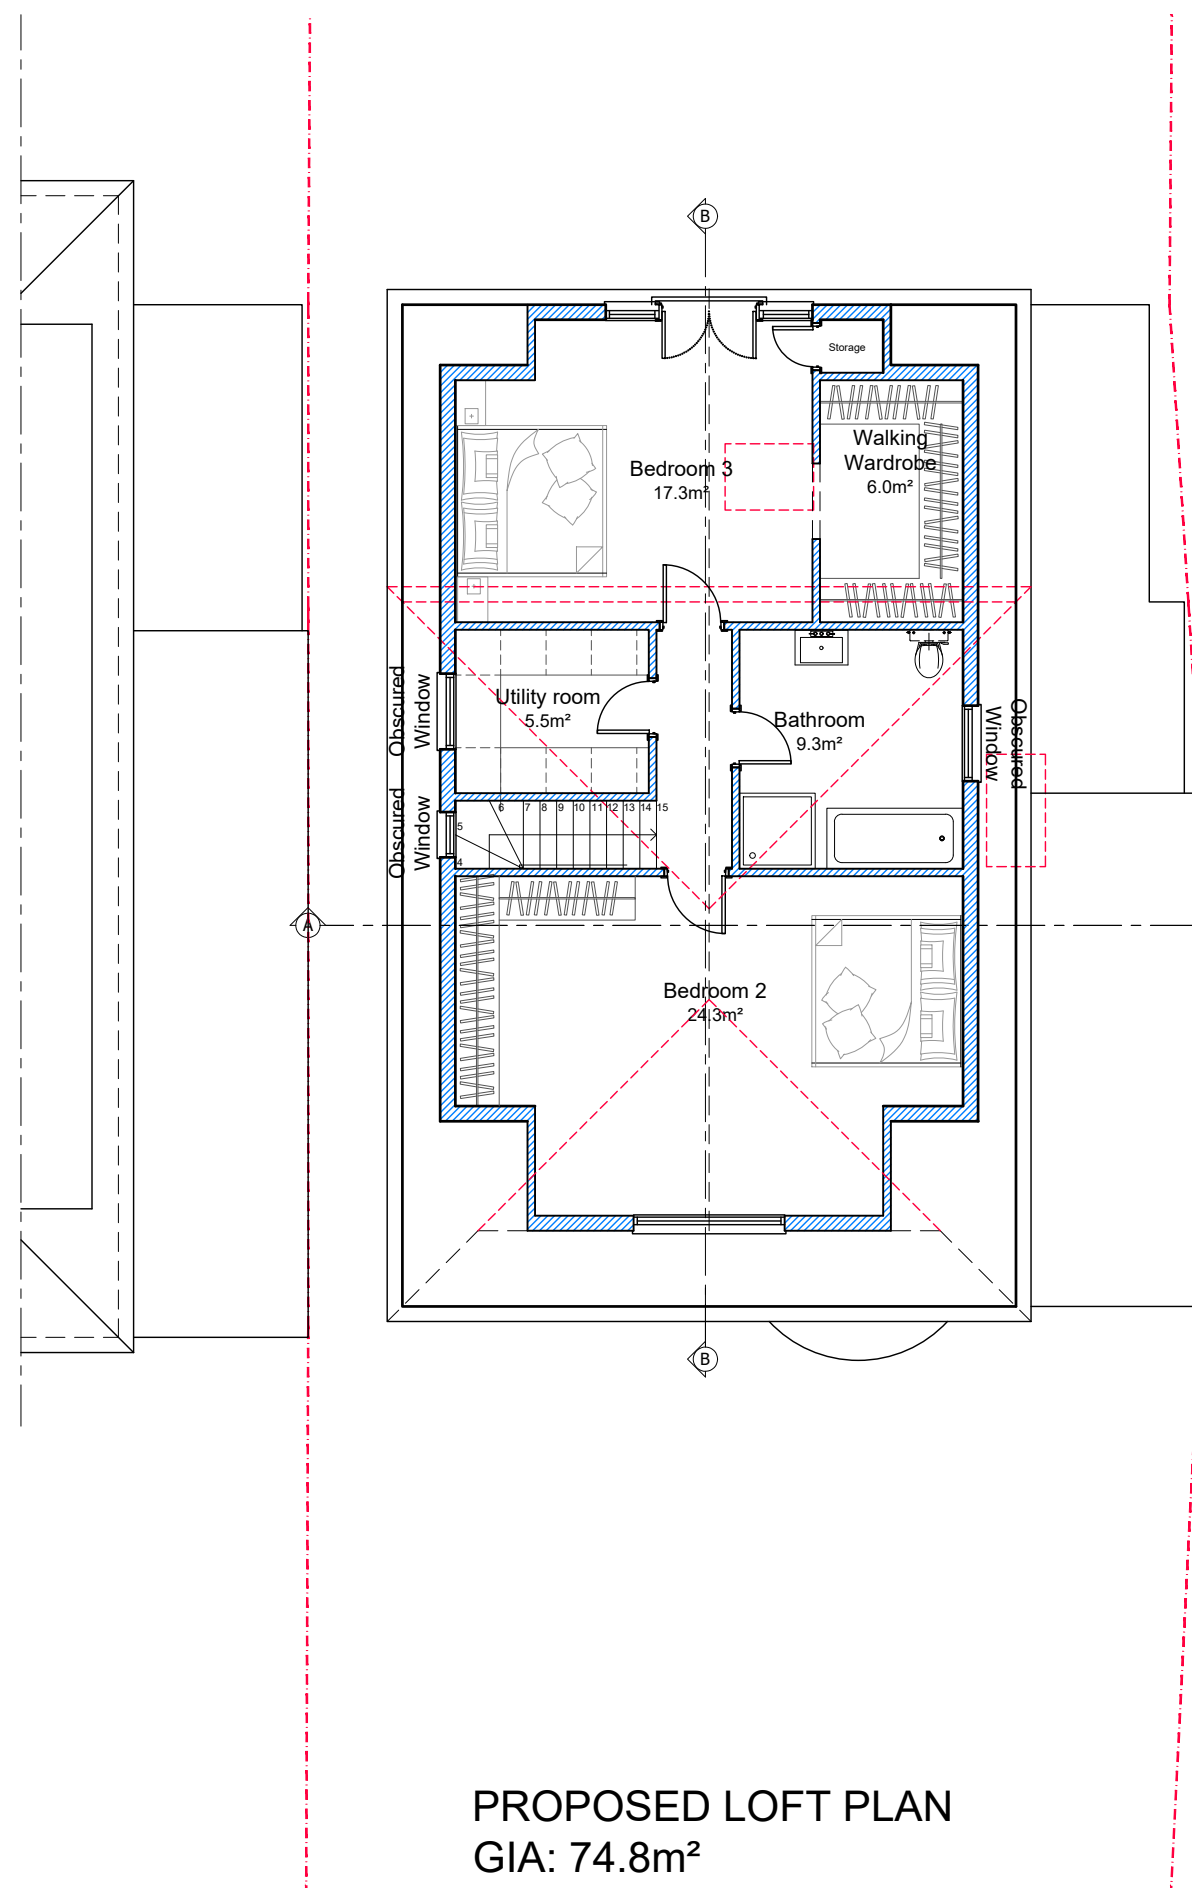 B
Storage
Walking
Wardrobe
6.0m²
Bedroom 3
17.3m²
Obscured
Window
Utility room
5.5m²
Bathroom
9.3m²
Obscured
Window
Obscured
Window
6 7 8 9 10 11 12 13 14 15
5
4
A
Bedroom 2
24.3m²
B
PROPOSED LOFT PLAN
GIA: 74.8m²